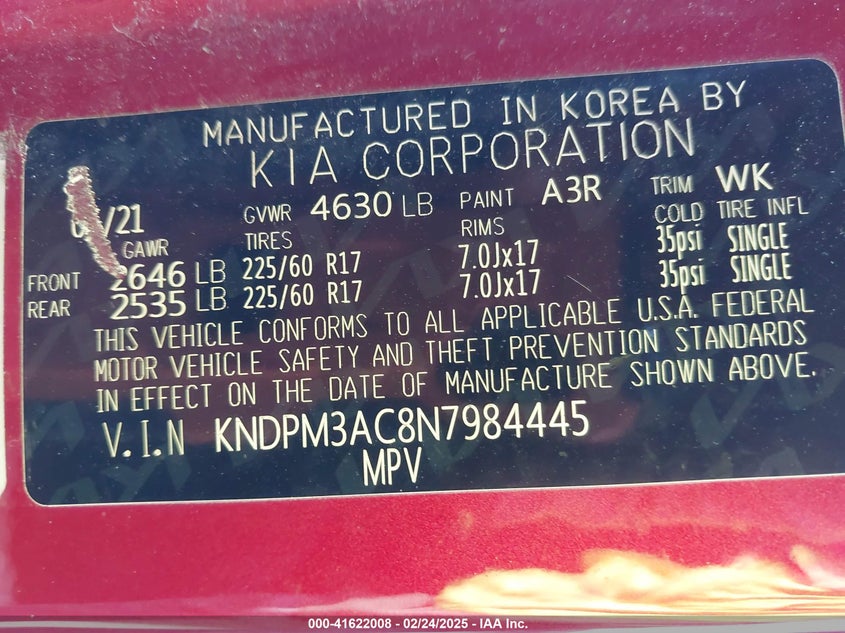 MANUFACTURED IN KOREA BY
KIA CORPORATION
/21 GVWR 4630 LB PAINT A3R TRIM WK
GAWR TIRES RIMS COLD TIRE INFL
FRONT 2646 LB 225/60 R17 7.0Jx17 35psi SINGLE
REAR 2535 LB 225/60 R17 7.0Jx17 35psi SINGLE
THIS VEHICLE CONFORMS TO ALL APPLICABLE U.S.A. FEDERAL
MOTOR VEHICLE SAFETY AND THEFT PREVENTION STANDARDS
IN EFFECT ON THE DATE OF MANUFACTURE SHOWN ABOVE.
V.I.N KNDPM3AC8N7984445
MPV
000-41622008 - 02/24/2025 - IAA Inc.